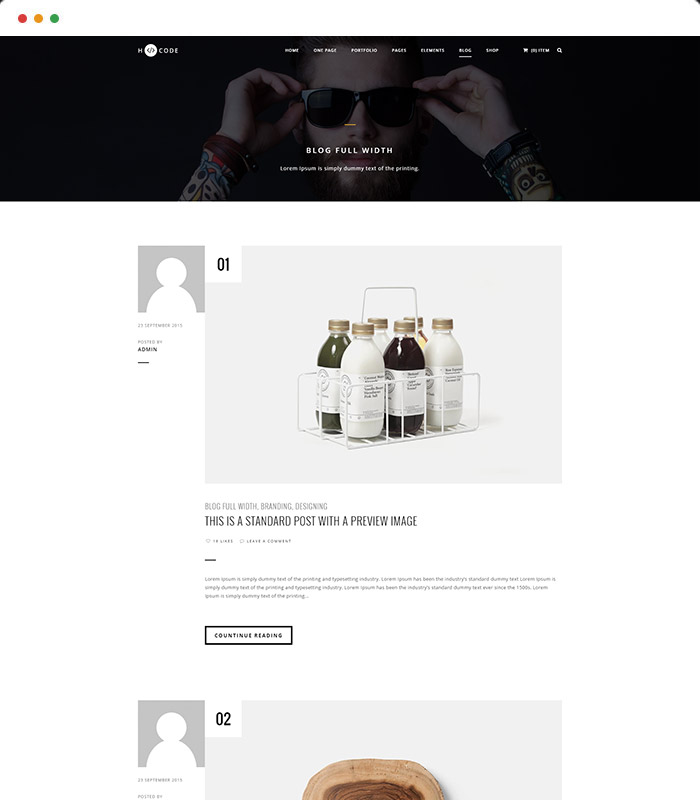 H </> CODE
HOME ONE PAGE PORTFOLIO PAGES ELEMENTS BLOG SHOP (0) ITEM
BLOG FULL WIDTH
Lorem Ipsum is simply dummy text of the printing.
01
23 SEPTEMBER 2015
POSTED BY
ADMIN
BLOG FULL WIDTH, BRANDING, DESIGNING
THIS IS A STANDARD POST WITH A PREVIEW IMAGE
LIKES LEAVE A COMMENT
Lorem Ipsum is simply dummy text of the printing and typesetting industry. Lorem Ipsum has been the industry's standard dummy text Lorem Ipsum is
simply dummy text of the printing and typesetting industry. Lorem Ipsum has been the industry's standard dummy text ever since the 1500s. Lorem
Ipsum is simply dummy text of the printing...
COUNTINUE READING
02
23 SEPTEMBER 2015
POSTED BY